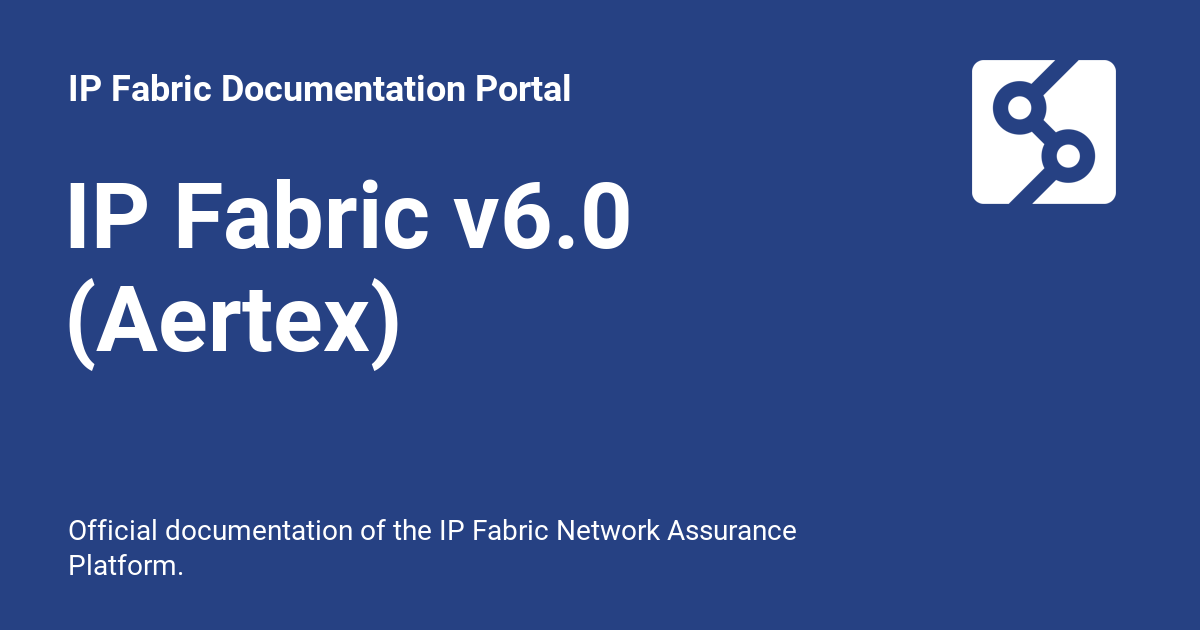 IP Fabric Documentation Portal
IP Fabric v6.0
(Aertex)
Official documentation of the IP Fabric Network Assurance
Platform.